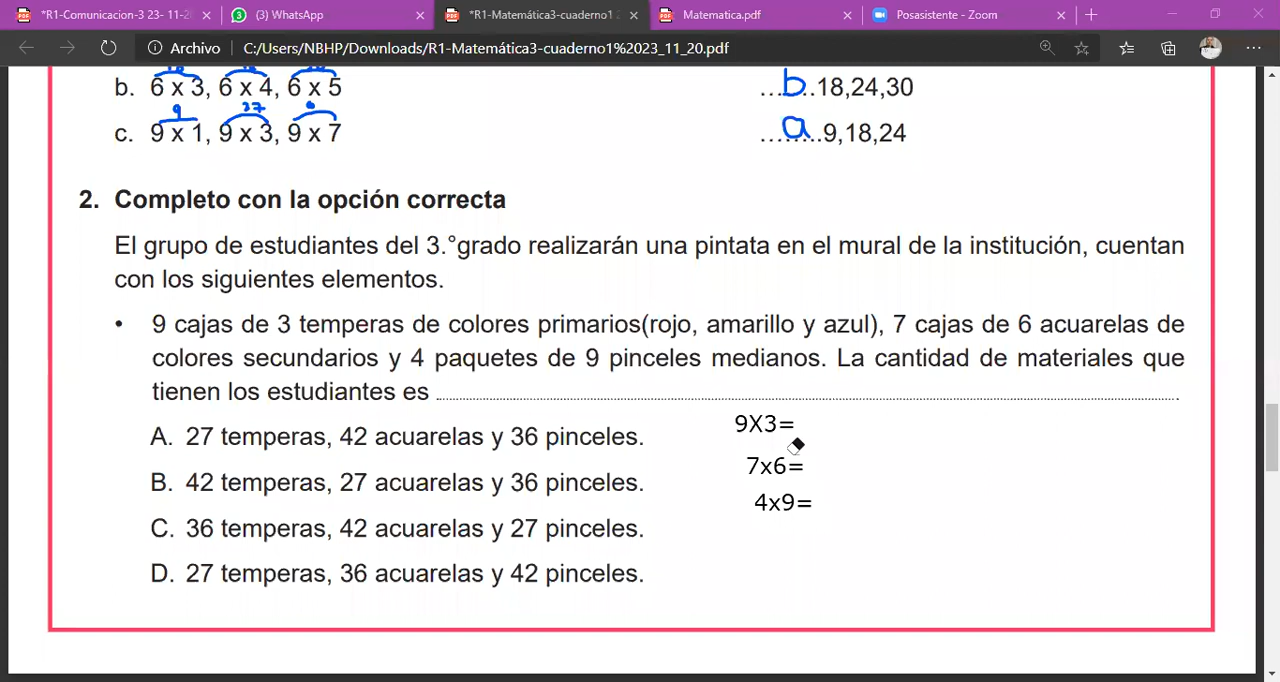 *R1-Comunicacion-3 23- 11-2
(3) WhatsApp
*R1-Matemática3-cuaderno1 2
Matematica.pdf
Posasistente - Zoom
Archivo
C:/Users/NBHP/Downloads/R1-Matemática3-cuaderno1%2023_11_20.pdf
b. 6 x 3, 6 x 4, 6 x 5
...b...18,24,30
9 27
c. 9 x 1, 9 x 3, 9 x 7
...a...9,18,24
2. Completo con la opción correcta
El grupo de estudiantes del 3.°grado realizarán una pintata en el mural de la institución, cuentan
con los siguientes elementos.
• 9 cajas de 3 temperas de colores primarios(rojo, amarillo y azul), 7 cajas de 6 acuarelas de
colores secundarios y 4 paquetes de 9 pinceles medianos. La cantidad de materiales que
tienen los estudiantes es ........
9X3=
A. 27 temperas, 42 acuarelas y 36 pinceles.
7x6=
B. 42 temperas, 27 acuarelas y 36 pinceles.
4x9=
C. 36 temperas, 42 acuarelas y 27 pinceles.
D. 27 temperas, 36 acuarelas y 42 pinceles.